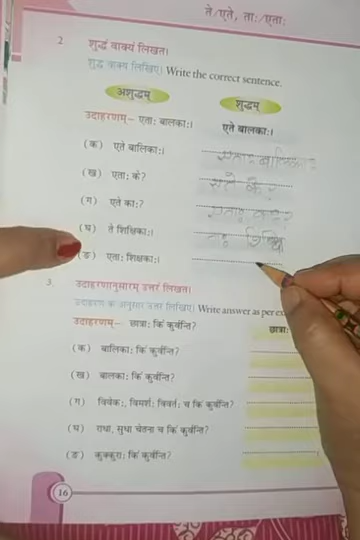 ते/एते, ता:/एता:
2 शुद्धं वाक्यं लिखत।
शुद्ध वाक्य लिखिए। Write the correct sentence.
अशुद्धम् शुद्धम्
उदाहरणम्– एता: बालका:। एते बालका:।
(क) एते बालिका:। एता: बालिका:।
(ख) एता: के? एते के?
(ग) एते का:? एता: का:?
(घ) ते शिक्षिका:। ता:
(ङ) एता: शिक्षका:।
3. उदाहरणानुसारम् उत्तरं लिखत।
उदाहरण के अनुसार उत्तर लिखिए। Write answer as per
उदाहरणम्– छात्रा: किं कुर्वन्ति? छात्रा:
(क) बालिका: किं कुर्वन्ति?
(ख) बालका: किं कुर्वन्ति?
(ग) विवेक:, विमर्श: विवर्त: च किं कुर्वन्ति?
(घ) राधा, सुधा चेतना च किं कुर्वन्ति?
(ङ) कुक्कुरा: किं कुर्वन्ति?
16